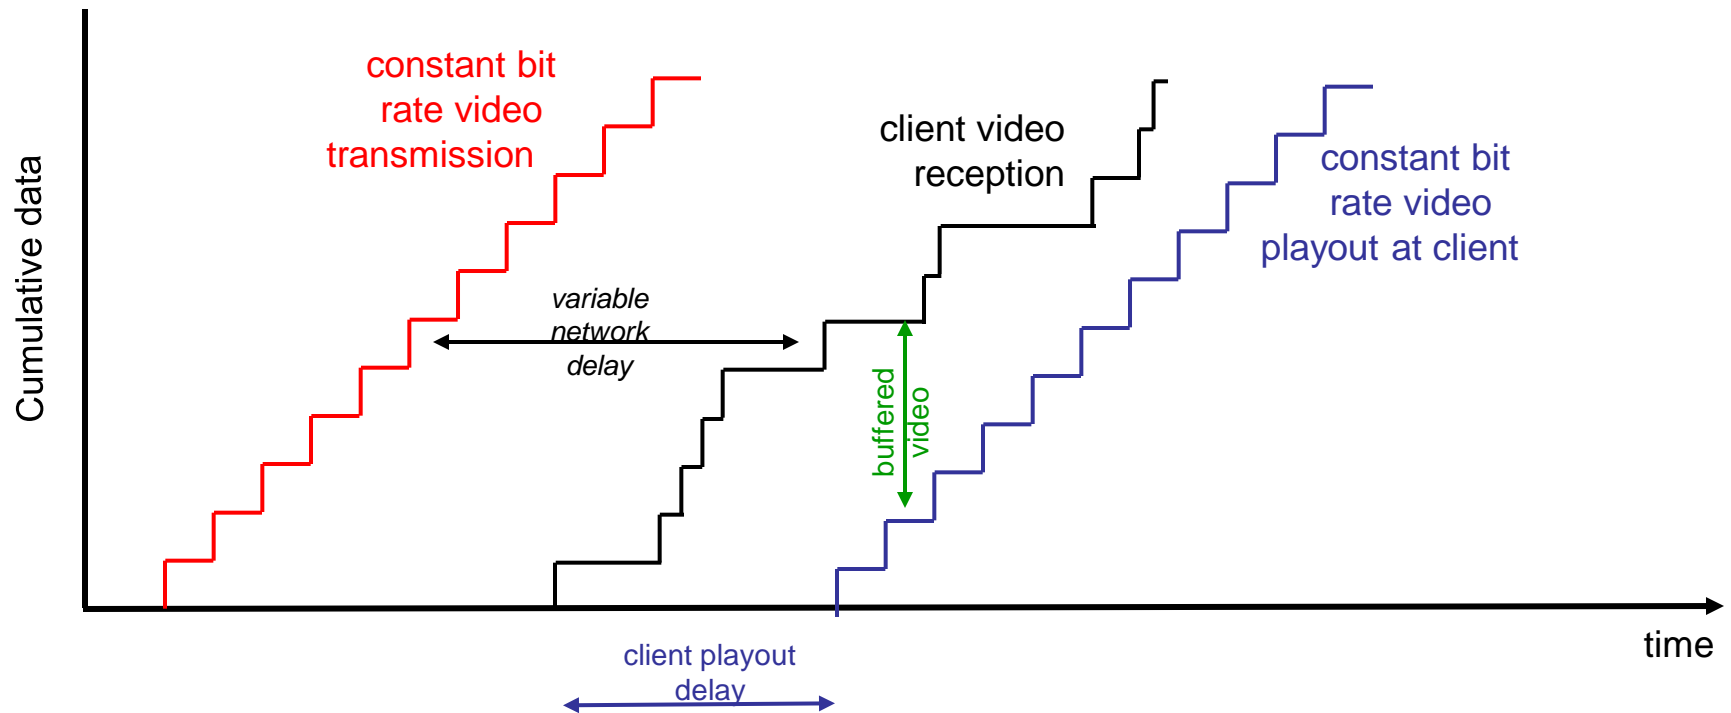 constant bit
rate video
transmission
client video
reception
constant bit
rate video
playout at client
Cumulative data
variable
network
delay
buffered
video
time
client playout
delay